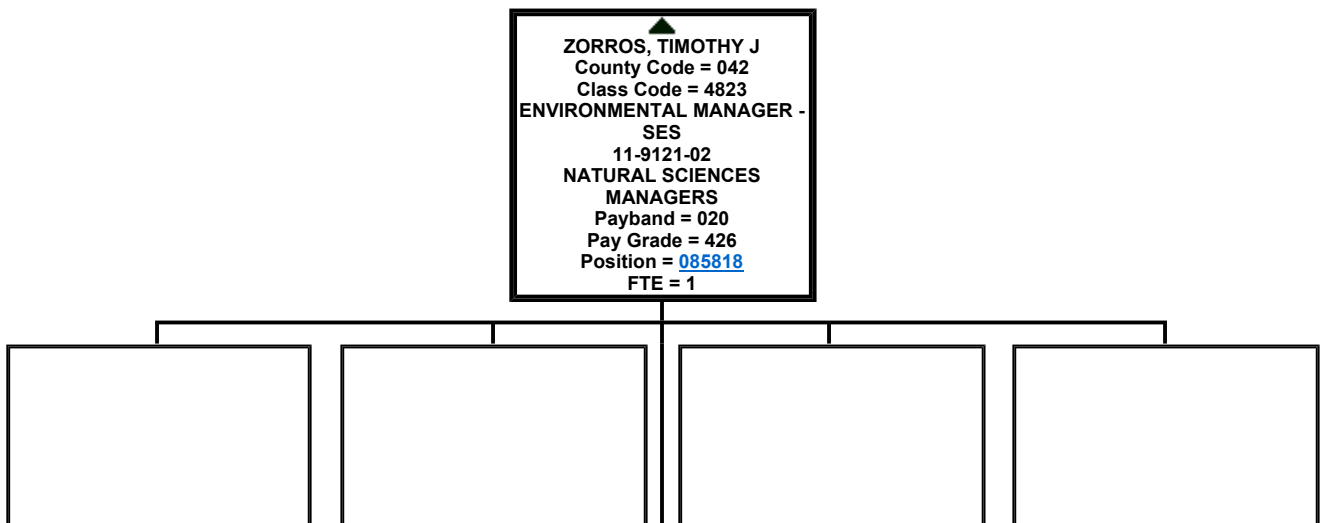 ZORROS, TIMOTHY J
County Code = 042
Class Code = 4823
ENVIRONMENTAL MANAGER -
SES
11-9121-02
NATURAL SCIENCES
MANAGERS
Payband = 020
Pay Grade = 426
Position = 085818
FTE = 1